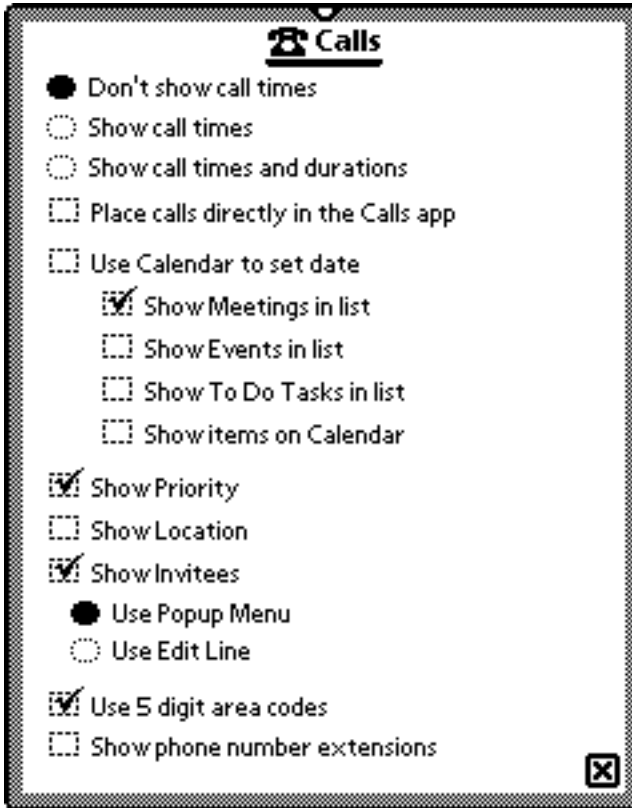 Calls
Don't show call times
Show call times
Show call times and durations
Place calls directly in the Calls app
Use Calendar to set date
Show Meetings in list
Show Events in list
Show To Do Tasks in list
Show items on Calendar
Show Priority
Show Location
Show Invitees
Use Popup Menu
Use Edit Line
Use 5 digit area codes
Show phone number extensions